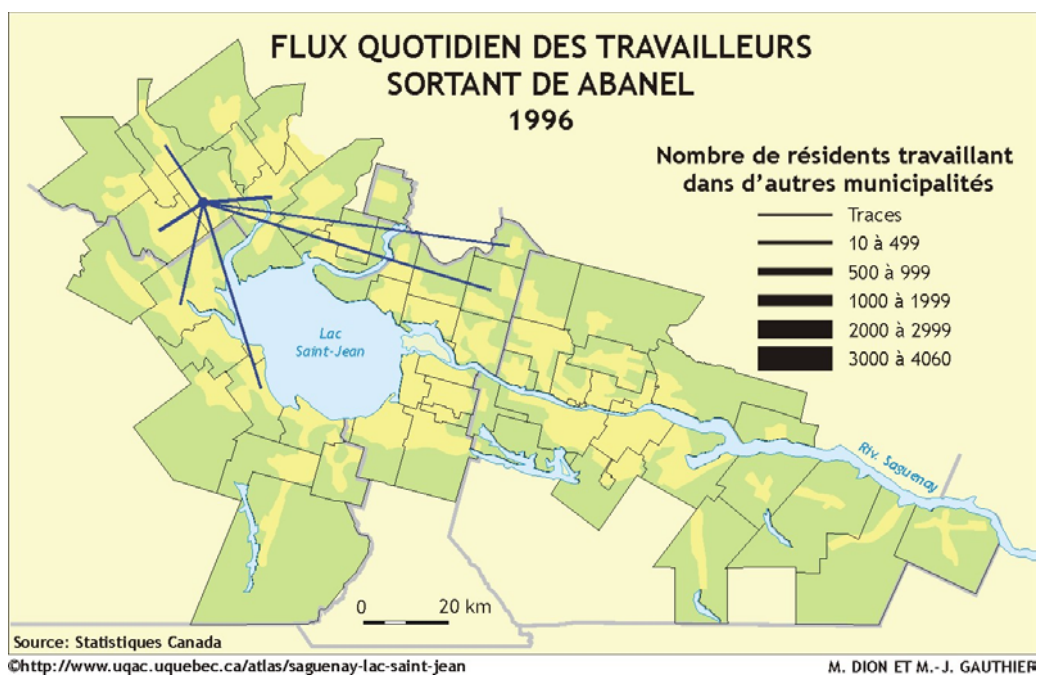 FLUX QUOTIDIEN DES TRAVAILLEURS
SORTANT DE ABANEL
1996
Nombre de résidents travaillant
dans d'autres municipalités
Traces
10 à 499
500 à 999
1000 à 1999
2000 à 2999
3000 à 4060
Lac
Saint-Jean
Riv. Saguenay
0 20 km
Source: Statistiques Canada
©http://www.uqac.uquebec.ca/atlas/saguenay-lac-saint-jean
M. DION ET M.-J. GAUTHIER